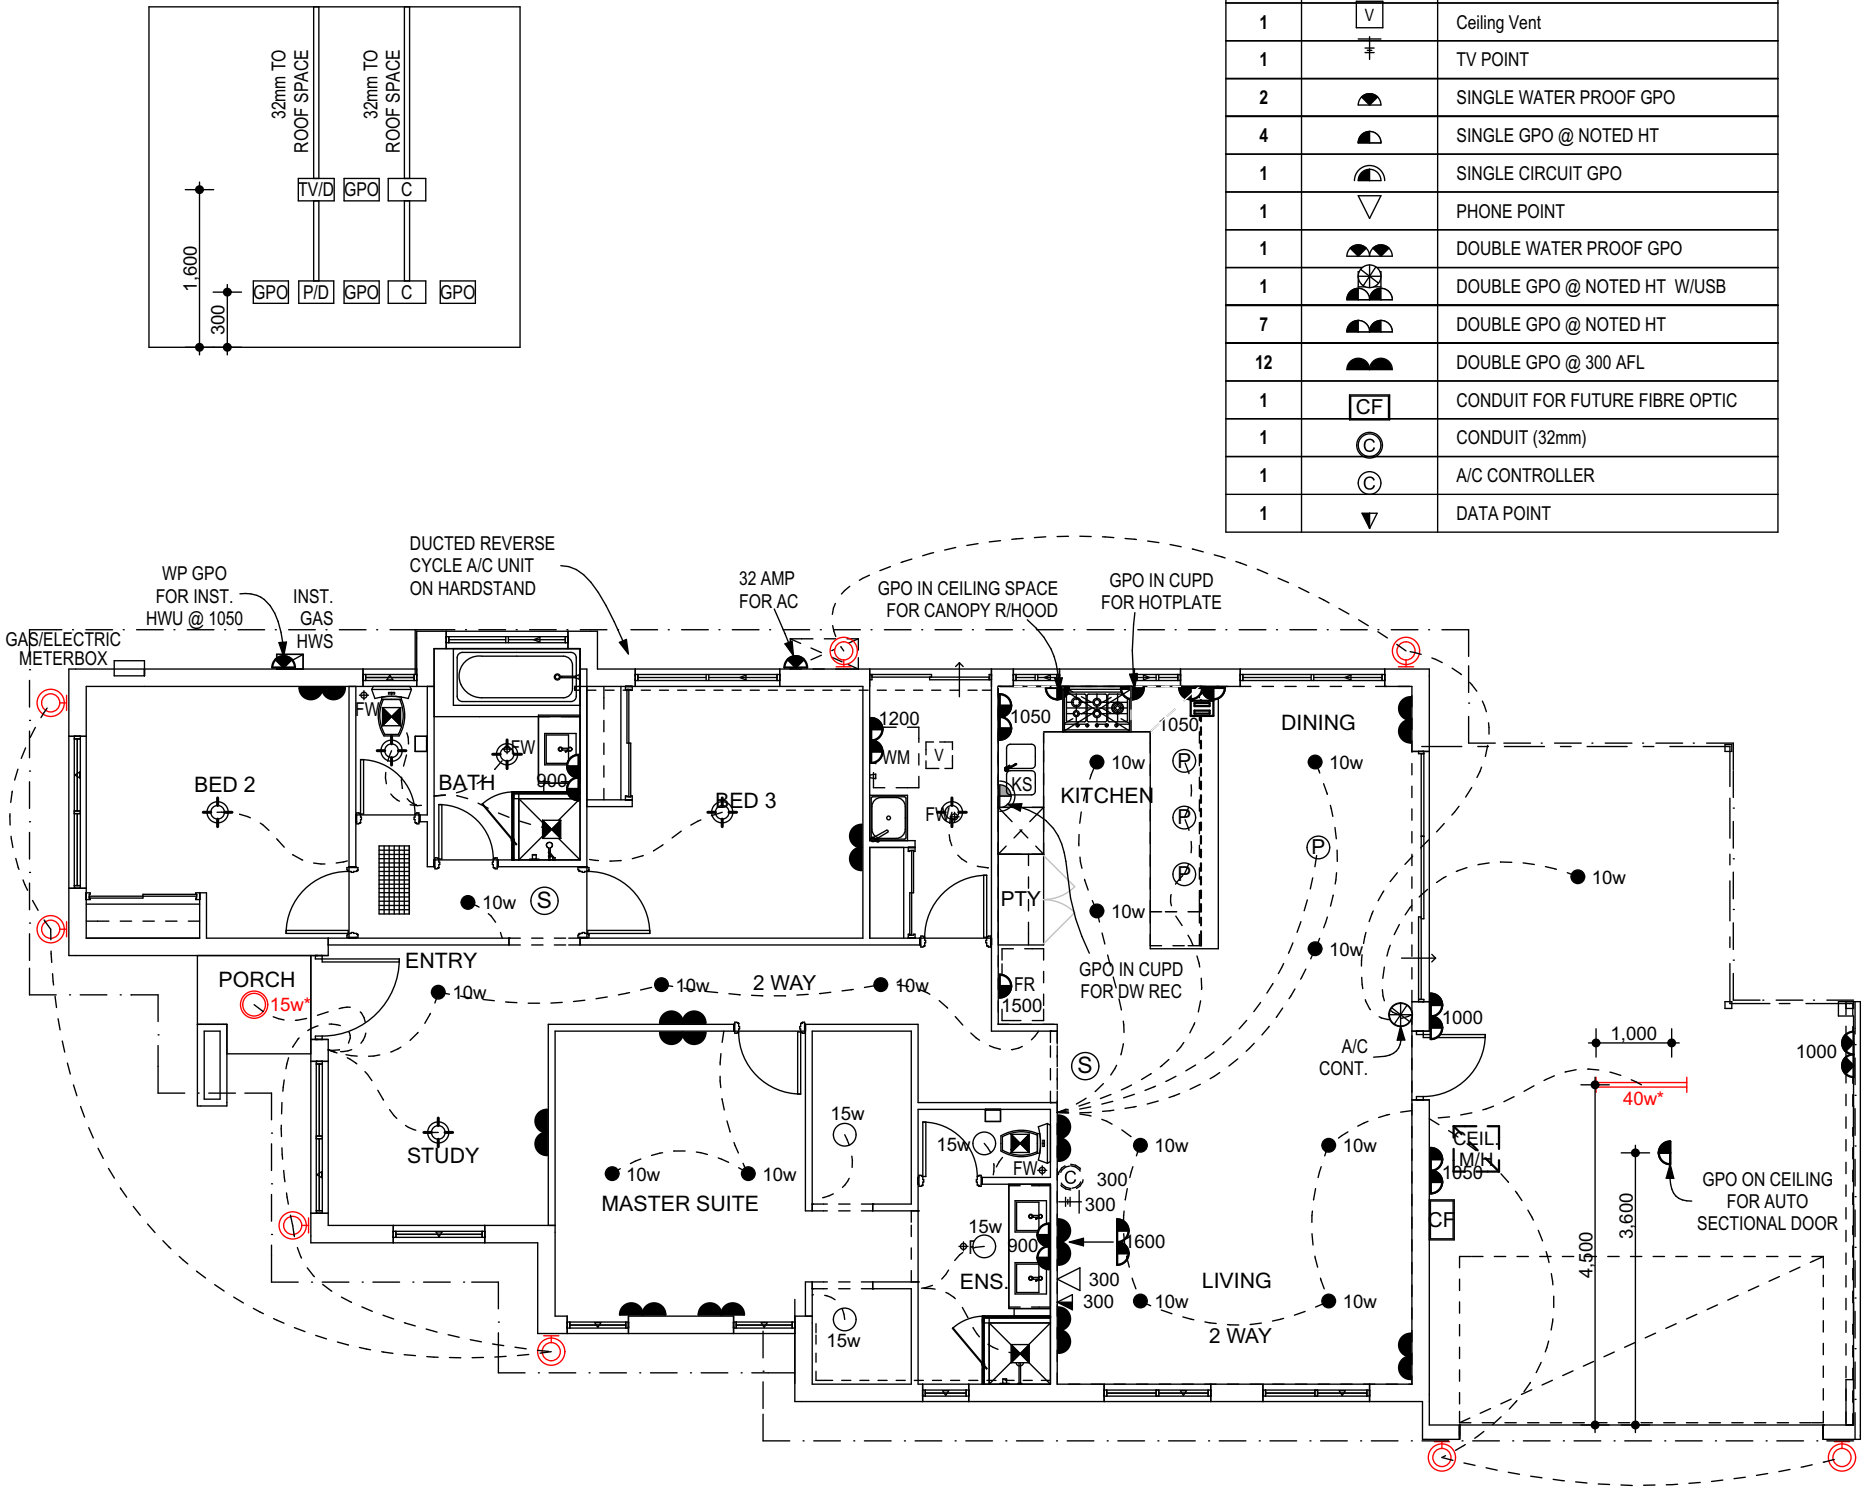 32mm TO
ROOF SPACE
32mm TO
ROOF SPACE
TV/D GPO C
1,600
300
GPO P/D GPO C GPO
1 V Ceiling Vent
1 TV POINT
2 SINGLE WATER PROOF GPO
4 SINGLE GPO @ NOTED HT
1 SINGLE CIRCUIT GPO
1 PHONE POINT
1 DOUBLE WATER PROOF GPO
1 DOUBLE GPO @ NOTED HT W/USB
7 DOUBLE GPO @ NOTED HT
12 DOUBLE GPO @ 300 AFL
1 CF CONDUIT FOR FUTURE FIBRE OPTIC
1 C CONDUIT (32mm)
1 C A/C CONTROLLER
1 DATA POINT
DUCTED REVERSE
CYCLE A/C UNIT
ON HARDSTAND
WP GPO
FOR INST.
HWU @ 1050
INST.
GAS
HWS
GAS/ELECTRIC
METERBOX
32 AMP
FOR AC
GPO IN CEILING SPACE
FOR CANOPY R/HOOD
GPO IN CUPD
FOR HOTPLATE
FW
BED 2
BATH
FW
900
BED 3
1200
WM
V
FW
1050
KS
KITCHEN
1050
10w
P
P
P
10w
DINING
10w
P
10w
PTY
FR
1500
GPO IN CUPD
FOR DW REC
10w
S
10w
ENTRY
PORCH
15w*
10w
10w
2 WAY
10w
A/C
CONT.
1000
1,000
1000
40w*
S
STUDY
10w
10w
MASTER SUITE
15w
15w
FW
15w
900
ENS.
15w
C
300
300
1600
300
300
10w
10w
LIVING
10w
10w
2 WAY
CEIL.
M/H
1050
CF
4,500
3,600
GPO ON CEILING
FOR AUTO
SECTIONAL DOOR